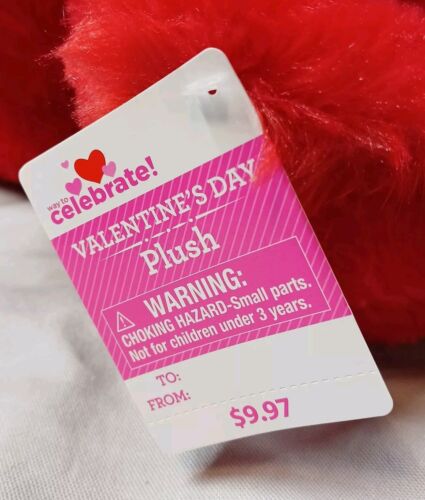 way to
celebrate!
VALENTINE'S DAY
Plush
WARNING:
CHOKING HAZARD-Small parts.
Not for children under 3 years.
TO:
FROM:
$9.97